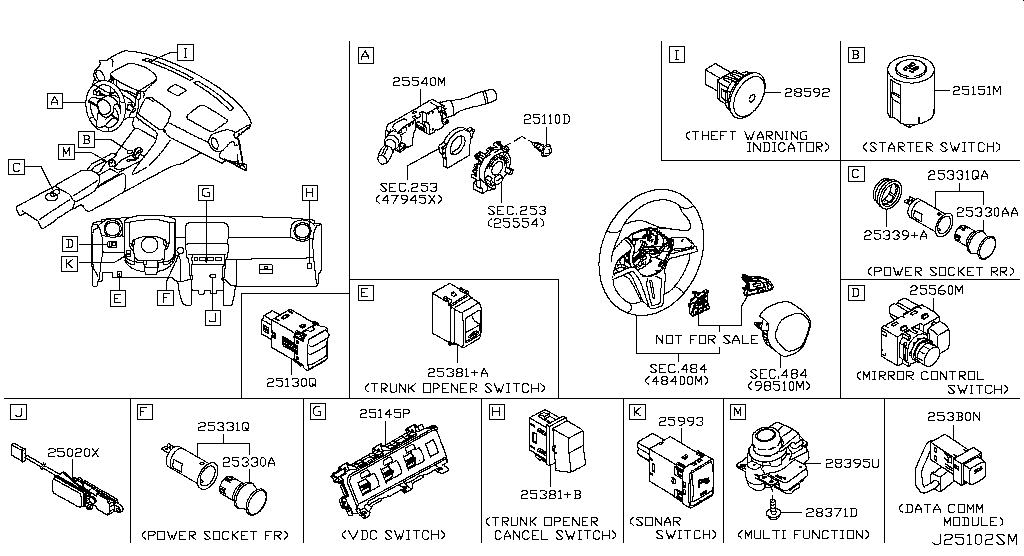 I
A
B
M
C
G
H
D
K
E
F
J
25130Q
A
25540M
25110D
SEC.253
(47945X)
SEC.253
(25554)
NOT FOR SALE
SEC.484
(48400M)
SEC.484
(98510M)
I
28592
(THEFT WARNING
INDICATOR)
B
25151M
(STARTER SWITCH)
C
25331QA
25330AA
25339+A
(POWER SOCKET RR)
D
25560M
(MIRROR CONTROL
SWITCH)
E
25381+A
(TRUNK OPENER SWITCH)
J
25020X
F
25331Q
25330A
(POWER SOCKET FR)
G
25145P
(VDC SWITCH)
H
25381+B
(TRUNK OPENER
CANCEL SWITCH)
K
25993
(SONAR
SWITCH)
M
28395U
28371D
(MULTI FUNCTION)
253B0N
(DATA COMM
MODULE)
J25102SM